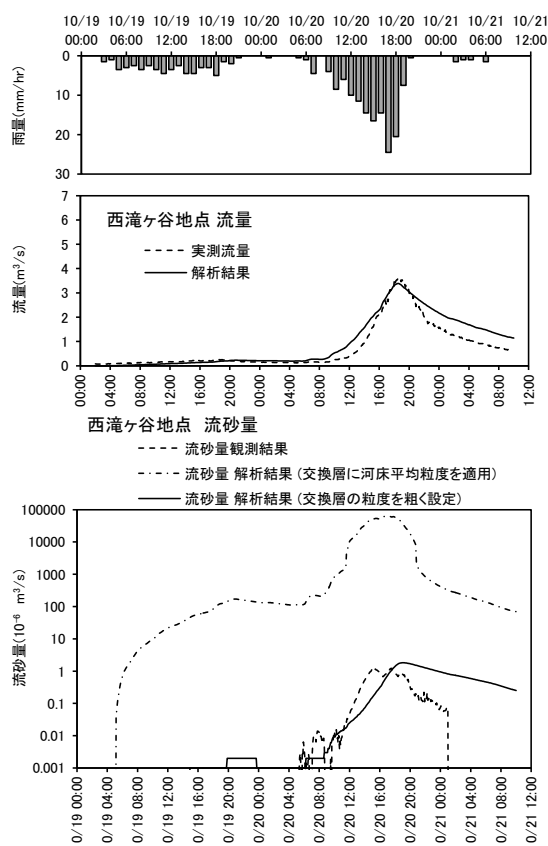 10/19 10/19 10/19 10/19 10/20 10/20 10/20 10/20 10/21 10/21 10/21
00:00 06:00 12:00 18:00 00:00 06:00 12:00 18:00 00:00 06:00 12:00
0
10
20
30
雨量(mm/hr)
7
6
5
4
3
2
1
0
流量(m³/s)
西滝ヶ谷地点 流量
実測流量
解析結果
00:00 04:00 08:00 12:00 16:00 20:00 00:00 04:00 08:00 12:00 16:00 20:00 00:00 04:00 08:00 12:00
西滝ヶ谷地点 流砂量
流砂量観測結果
流砂量 解析結果(交換層に河床平均粒度を適用)
流砂量 解析結果(交換層の粒度を粗く設定)
100000
10000
1000
100
10
1
0.1
0.01
0.001
流砂量(10⁻⁶ m³/s)
0/19 00:00 0/19 04:00 0/19 08:00 0/19 12:00 0/19 16:00 0/19 20:00 0/20 00:00 0/20 04:00 0/20 08:00 0/20 12:00 0/20 16:00 0/20 20:00 0/21 00:00 0/21 04:00 0/21 08:00 0/21 12:00